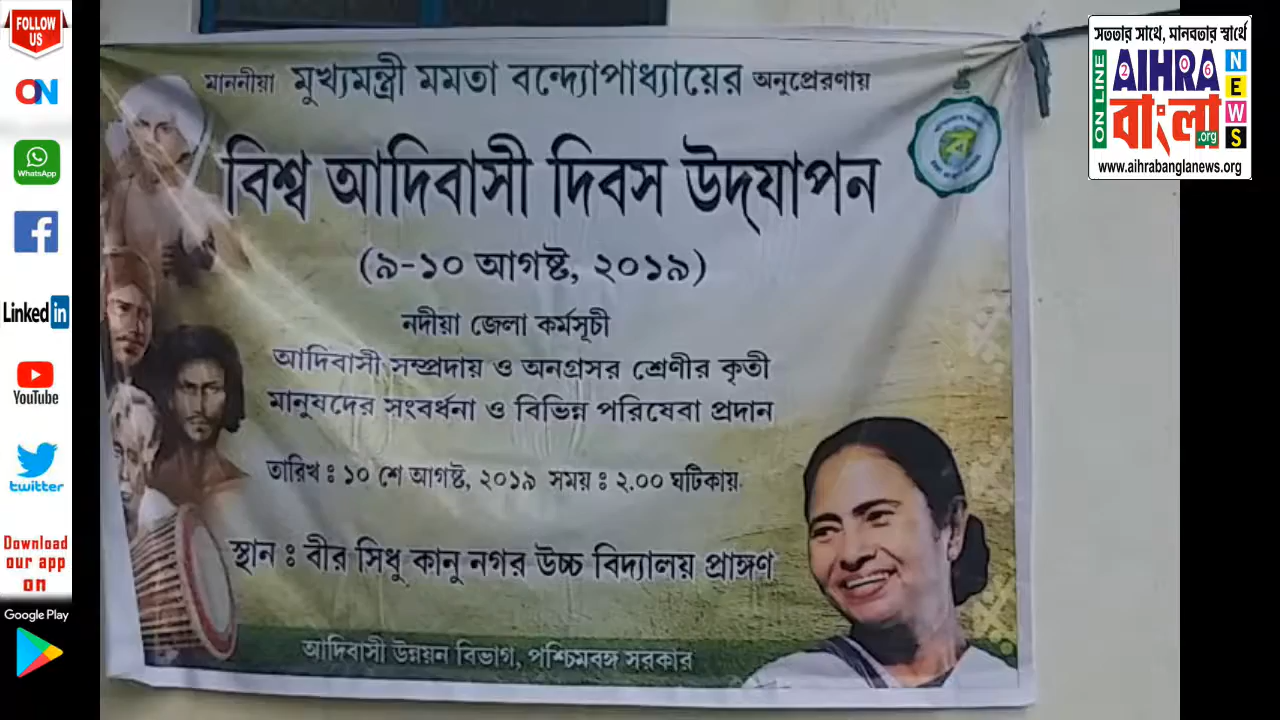 FOLLOW
US
ON
WhatsApp
Linked in
YouTube
twitter
Download
our app
on
Google Play
মাননীয়া মুখ্যমন্ত্রী মমতা বন্দ্যোপাধ্যায়ের অনুপ্রেরণায়
বিশ্ব আদিবাসী দিবস উদ্‌যাপন
(৯-১০ আগষ্ট, ২০১৯)
নদীয়া জেলা কর্মসূচী
আদিবাসী সম্প্রদায় ও অনগ্রসর শ্রেণীর কৃতী
মানুষদের সংবর্ধনা ও বিভিন্ন পরিষেবা প্রদান
তারিখ ঃ ১০ শে আগষ্ট, ২০১৯ সময় ঃ ২.০০ ঘটিকায়
স্থান ঃ বীর সিধু কানু নগর উচ্চ বিদ্যালয় প্রাঙ্গণ
আদিবাসী উন্নয়ন বিভাগ, পশ্চিমবঙ্গ সরকার
সততার সাথে, মানবতার স্বার্থে
ON LINE
AIHRA
বাংলা
.org
NEWS
www.aihrabanglanews.org